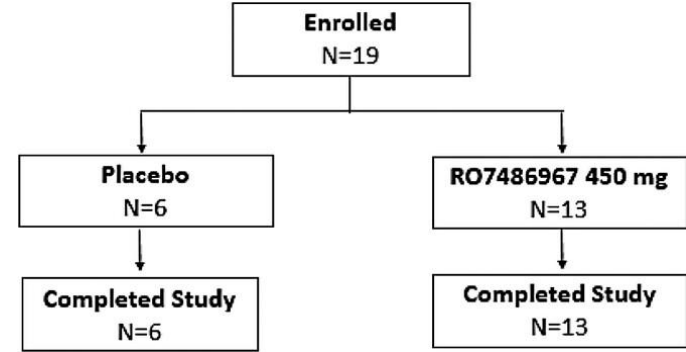 Enrolled
N=19
Placebo
N=6
RO7486967 450 mg
N=13
Completed Study
N=6
Completed Study
N=13